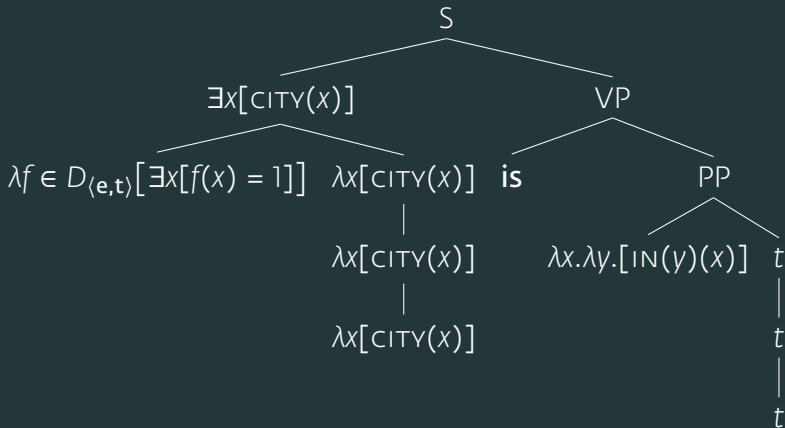 S
∃x[CITY(x)] VP
λf ∈ D⟨e,t⟩[∃x[f(x) = 1]] λx[CITY(x)] is PP
λx[CITY(x)] λx.λy.[IN(y)(x)] t
λx[CITY(x)] t
t